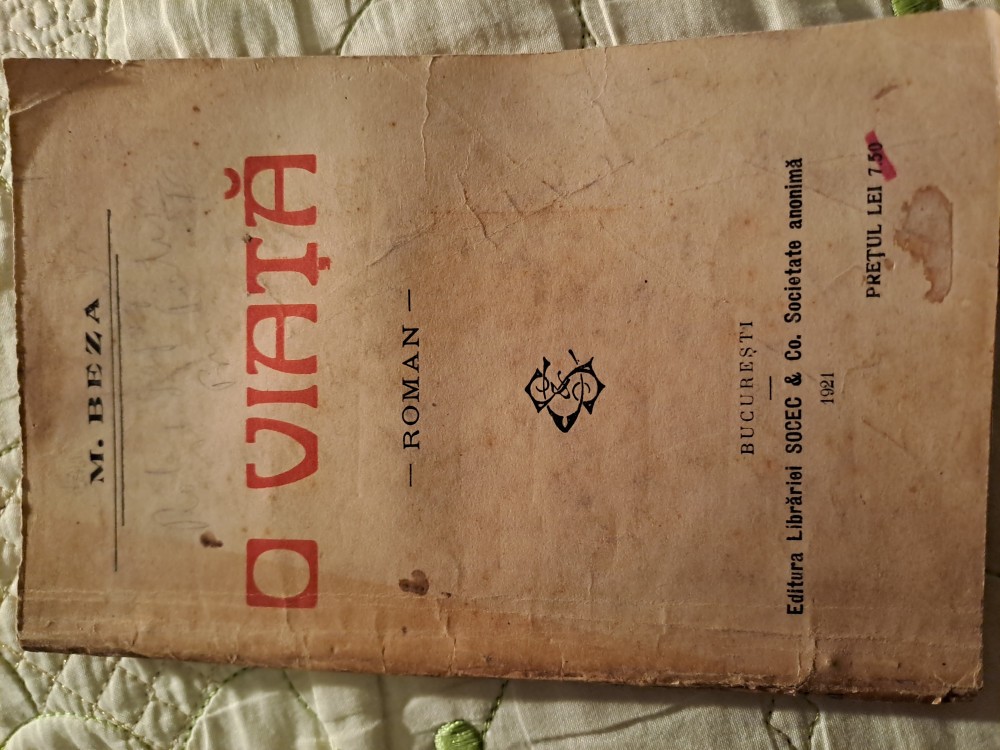 M. BEZA
O VIAȚĂ
— ROMAN —
BUCUREȘTI
Editura Librăriei SOCEC & Co. Societate anonimă
1921
PREȚUL LEI 7.50